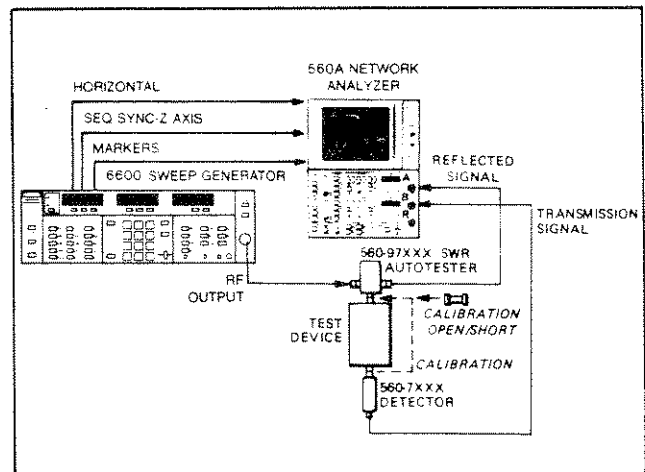 560A NETWORK
ANALYZER
HORIZONTAL
SEQ SYNC-Z AXIS
MARKERS
6600 SWEEP GENERATOR
A
B
R
REFLECTED
SIGNAL
TRANSMISSION
SIGNAL
560-97XXX SWR
AUTOTESTER
RF
OUTPUT
CALIBRATION
OPEN/SHORT
TEST
DEVICE
CALIBRATION
560-7XXX
DETECTOR